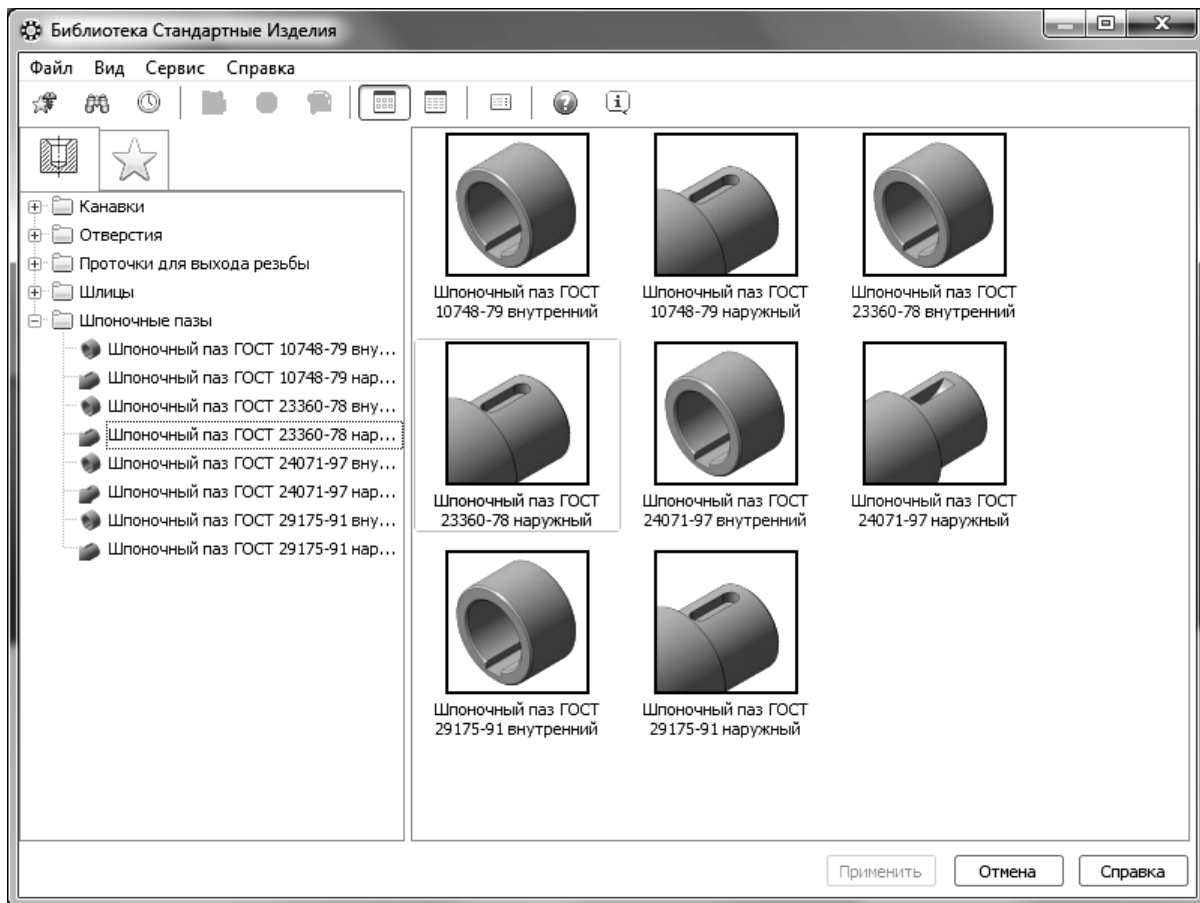 Библиотека Стандартные Изделия
Файл Вид Сервис Справка
Канавки
Отверстия
Проточки для выхода резьбы
Шлицы
Шпоночные пазы
Шпоночный паз ГОСТ 10748-79 вну...
Шпоночный паз ГОСТ 10748-79 нар...
Шпоночный паз ГОСТ 23360-78 вну...
Шпоночный паз ГОСТ 23360-78 нар...
Шпоночный паз ГОСТ 24071-97 вну...
Шпоночный паз ГОСТ 24071-97 нар...
Шпоночный паз ГОСТ 29175-91 вну...
Шпоночный паз ГОСТ 29175-91 нар...
Шпоночный паз ГОСТ
10748-79 внутренний
Шпоночный паз ГОСТ
10748-79 наружный
Шпоночный паз ГОСТ
23360-78 внутренний
Шпоночный паз ГОСТ
23360-78 наружный
Шпоночный паз ГОСТ
24071-97 внутренний
Шпоночный паз ГОСТ
24071-97 наружный
Шпоночный паз ГОСТ
29175-91 внутренний
Шпоночный паз ГОСТ
29175-91 наружный
Применить Отмена Справка